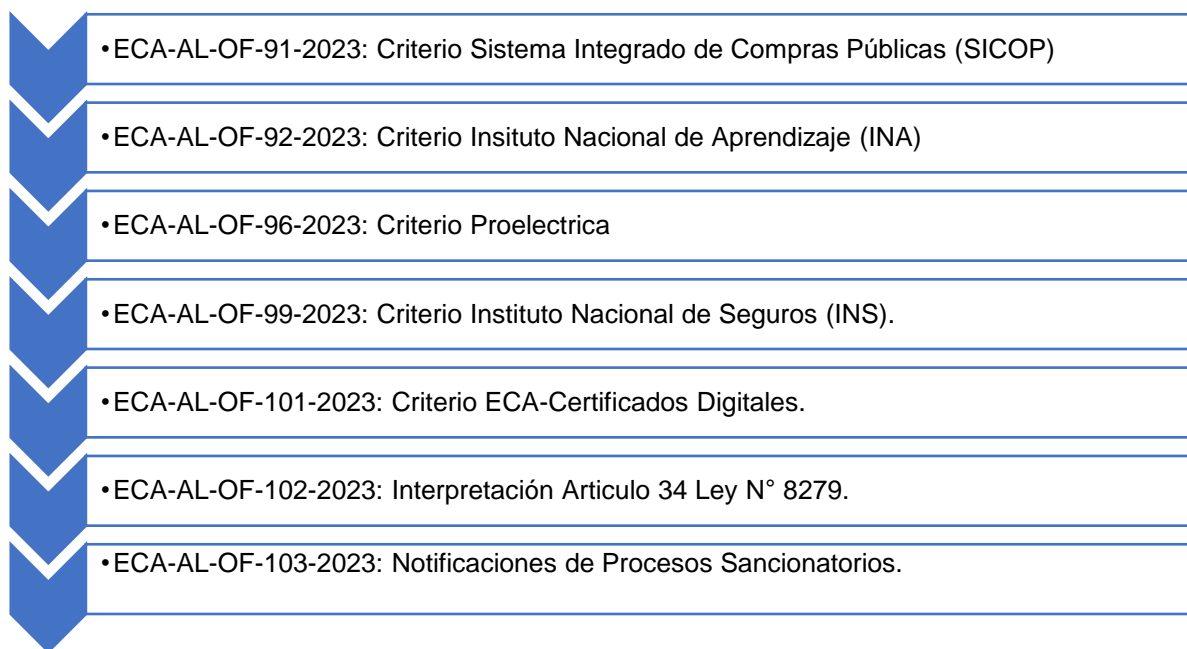 •ECA-AL-OF-91-2023: Criterio Sistema Integrado de Compras Públicas (SICOP)
•ECA-AL-OF-92-2023: Criterio Insituto Nacional de Aprendizaje (INA)
•ECA-AL-OF-96-2023: Criterio Proelectrica
•ECA-AL-OF-99-2023: Criterio Instituto Nacional de Seguros (INS).
•ECA-AL-OF-101-2023: Criterio ECA-Certificados Digitales.
•ECA-AL-OF-102-2023: Interpretación Articulo 34 Ley N° 8279.
•ECA-AL-OF-103-2023: Notificaciones de Procesos Sancionatorios.